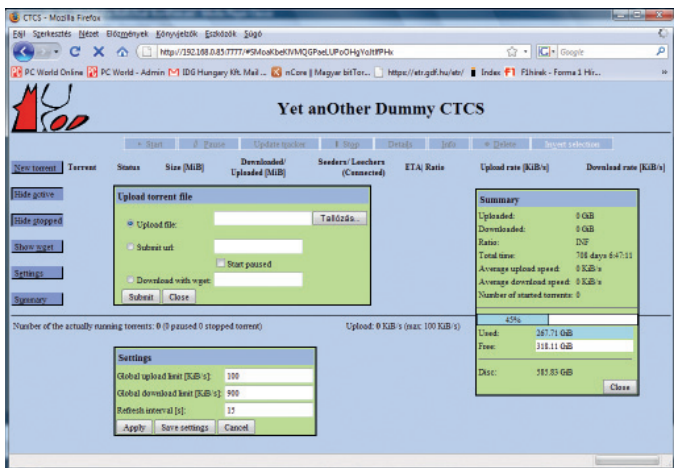 CTCS - Mozilla Firefox
Fájl Szerkesztés Nézet Előzmények Könyvjelzők Eszközök Súgó
Google
PC World Online PC World - Admin IDG Hungary Kft. Mail ... nCore | Magyar bitTor... https://etr.gdf.hu/etr/ Index F1hírek - Forma 1 Hír...
Yet anOther Dummy CTCS
Start Pause Update tracker Stop Details Info Delete Invert selection
New torrent Torrent Status Size [MiB] Downloaded/ Uploaded [MiB] Seeders/Leechers (Connected) ETA| Ratio Upload rate [KiB/s] Download rate [KiB/s]
Hide active
Hide stopped
Show wget
Settings
Summary
Upload torrent file
Upload file: Tallózás...
Submit url:
Start paused
Download with wget:
Submit Close
Summary
Uploaded: 0 GiB
Downloaded: 0 GiB
Ratio: INF
Total time: 708 days 6:47:11
Average upload speed: 0 KiB/s
Average download speed: 0 KiB/s
Number of started torrents: 0
45%
Used: 267.71 GiB
Free: 318.11 GiB
Disc: 585.83 GiB
Close
Number of the actually running torrents: 0 (0 paused 0 stopped torrent) Upload: 0 KiB/s (max: 100 KiB/s)
Settings
Global upload limit [KiB/s]: 100
Global download limit [KiB/s]: 900
Refresh interval [s]: 15
Apply Save settings Cancel